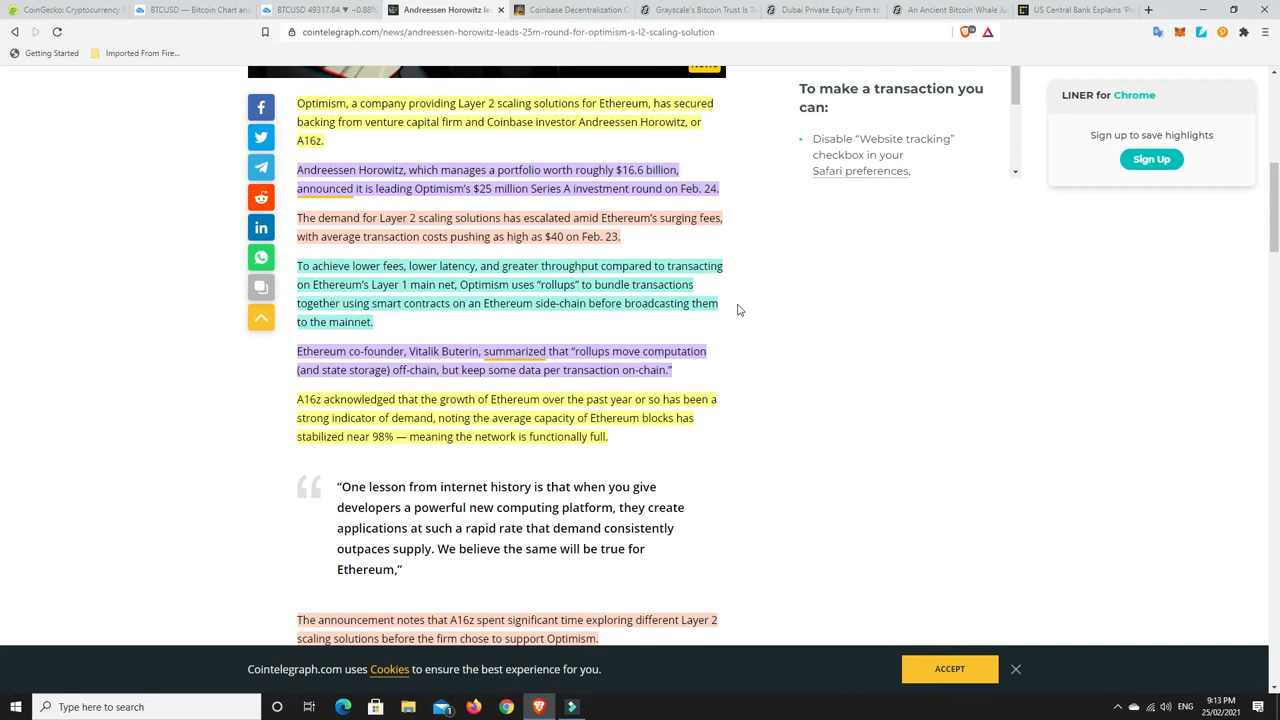 CoinGecko: Cryptocurrency P
BTCUSD — Bitcoin Chart and
BTCUSD 49317.84 ▼ −0.88%
Andreessen Horowitz le
Coinbase Decentralization C
Grayscale's Bitcoin Trust Is T
Dubai Private Equity Firm to
An Ancient Bitcoin Whale Ju
US Central Bank Explains 'Pe
cointelegraph.com/news/andreessen-horowitz-leads-25m-round-for-optimism-s-l2-scaling-solution
Getting Started
Imported From Fire...
News
Optimism, a company providing Layer 2 scaling solutions for Ethereum, has secured
backing from venture capital firm and Coinbase investor Andreessen Horowitz, or
A16z.
Andreessen Horowitz, which manages a portfolio worth roughly $16.6 billion,
announced it is leading Optimism's $25 million Series A investment round on Feb. 24.
The demand for Layer 2 scaling solutions has escalated amid Ethereum's surging fees,
with average transaction costs pushing as high as $40 on Feb. 23.
To achieve lower fees, lower latency, and greater throughput compared to transacting
on Ethereum's Layer 1 main net, Optimism uses “rollups” to bundle transactions
together using smart contracts on an Ethereum side-chain before broadcasting them
to the mainnet.
Ethereum co-founder, Vitalik Buterin, summarized that “rollups move computation
(and state storage) off-chain, but keep some data per transaction on-chain.”
A16z acknowledged that the growth of Ethereum over the past year or so has been a
strong indicator of demand, noting the average capacity of Ethereum blocks has
stabilized near 98% — meaning the network is functionally full.
“One lesson from internet history is that when you give
developers a powerful new computing platform, they create
applications at such a rapid rate that demand consistently
outpaces supply. We believe the same will be true for
Ethereum,”
The announcement notes that A16z spent significant time exploring different Layer 2
scaling solutions before the firm chose to support Optimism.
To make a transaction you
can:
Disable “Website tracking”
checkbox in your
Safari preferences,
LINER for Chrome
Sign up to save highlights
Sign Up
Cointelegraph.com uses Cookies to ensure the best experience for you.
ACCEPT
Type here to search
ENG
9:13 PM
25/02/2021